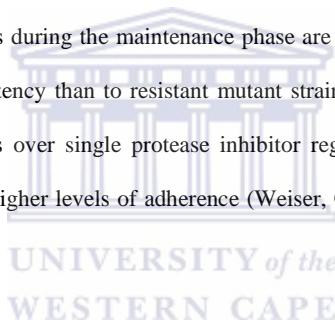 s during the maintenance phase are
tency than to resistant mutant strain
s over single protease inhibitor reg
igher levels of adherence (Weiser,
UNIVERSITY of the
WESTERN CAPE